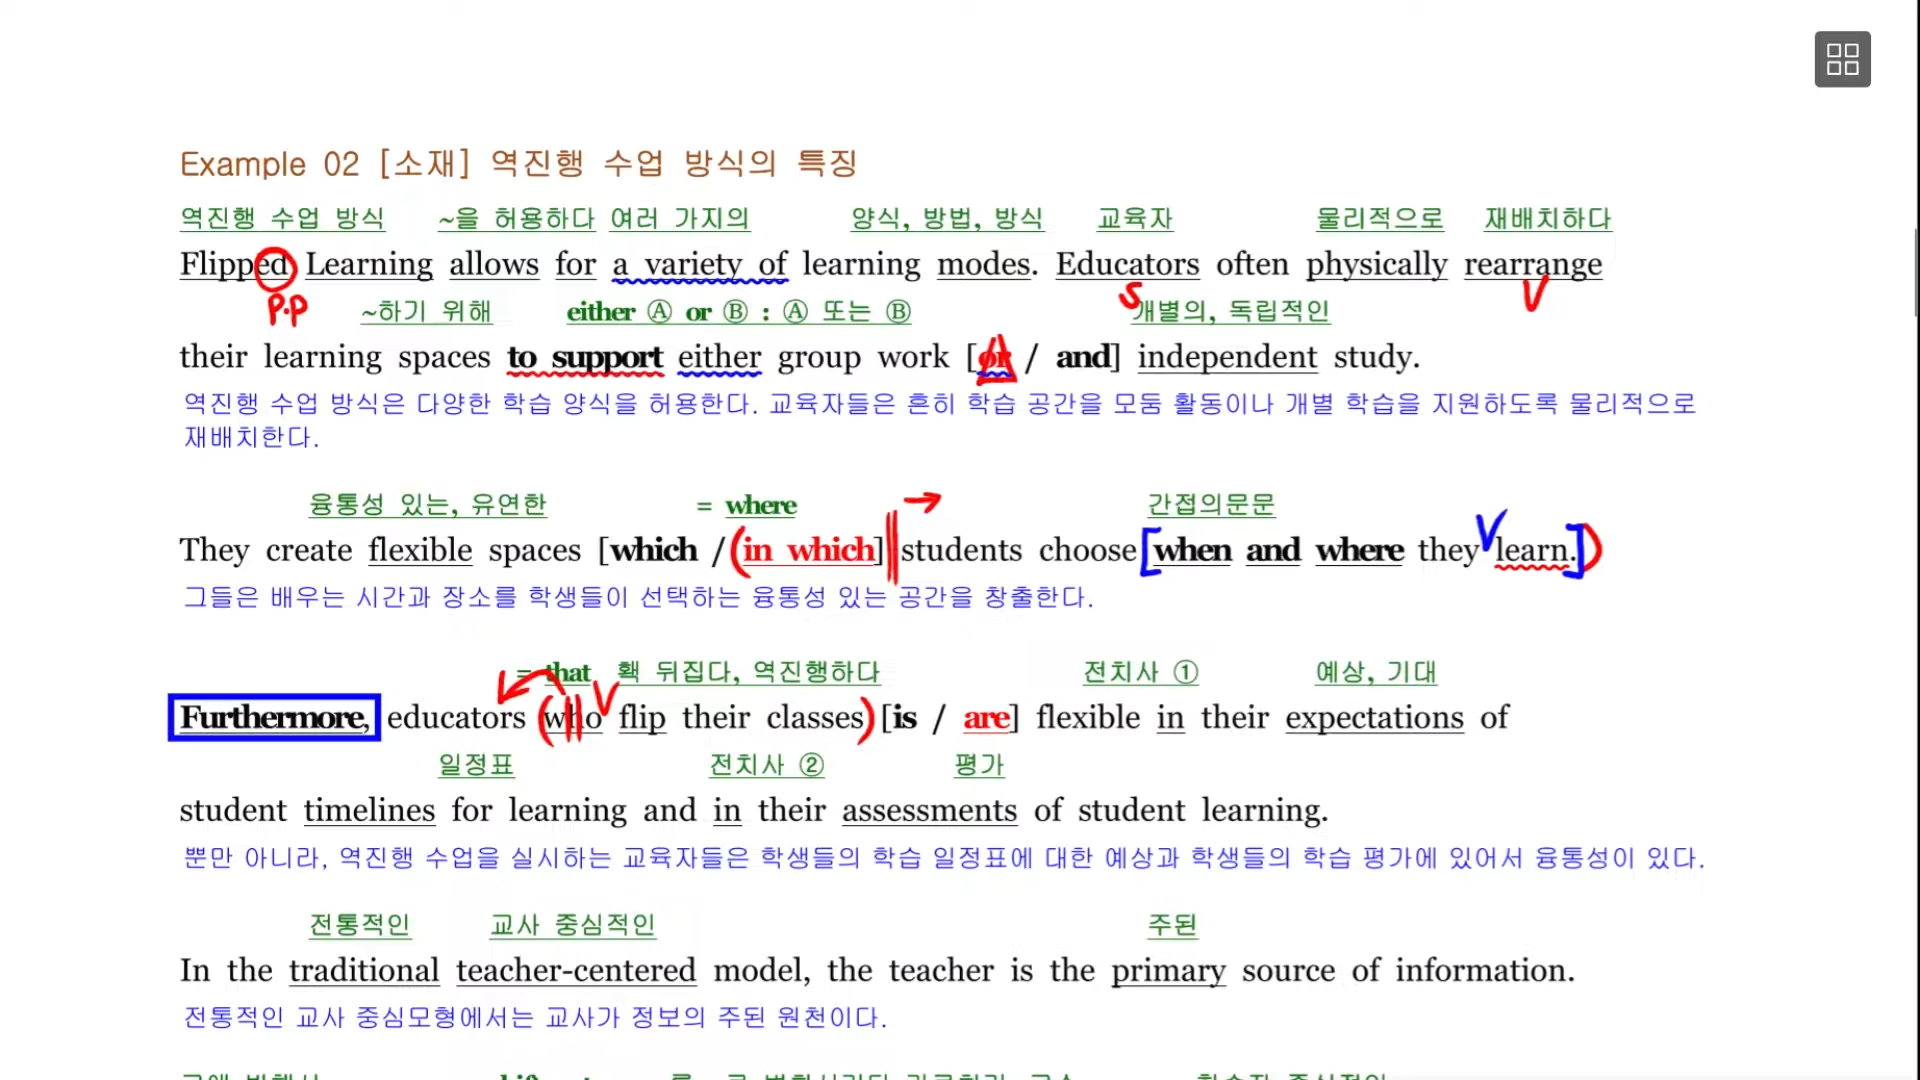 Example 02 [소재] 역진행 수업 방식의 특징
역진행 수업 방식 ~을 허용하다 여러 가지의 양식, 방법, 방식 교육자 물리적으로 재배치하다
Flipped Learning allows for a variety of learning modes. Educators often physically rearrange
P.P ~하기 위해 either Ⓐ or Ⓑ : Ⓐ 또는 Ⓑ S 개별의, 독립적인 V
their learning spaces to support either group work [or / and] independent study.
역진행 수업 방식은 다양한 학습 양식을 허용한다. 교육자들은 흔히 학습 공간을 모둠 활동이나 개별 학습을 지원하도록 물리적으로
재배치한다.
융통성 있는, 유연한 = where 간접의문문
They create flexible spaces [which / (in which] students choose [when and where they V learn.])
그들은 배우는 시간과 장소를 학생들이 선택하는 융통성 있는 공간을 창출한다.
= that 홱 뒤집다, 역진행하다 전치사 ① 예상, 기대
Furthermore, educators (who V flip their classes) [is / are] flexible in their expectations of
일정표 전치사 ② 평가
student timelines for learning and in their assessments of student learning.
뿐만 아니라, 역진행 수업을 실시하는 교육자들은 학생들의 학습 일정표에 대한 예상과 학생들의 학습 평가에 있어서 융통성이 있다.
전통적인 교사 중심적인 주된
In the traditional teacher-centered model, the teacher is the primary source of information.
전통적인 교사 중심모형에서는 교사가 정보의 주된 원천이다.